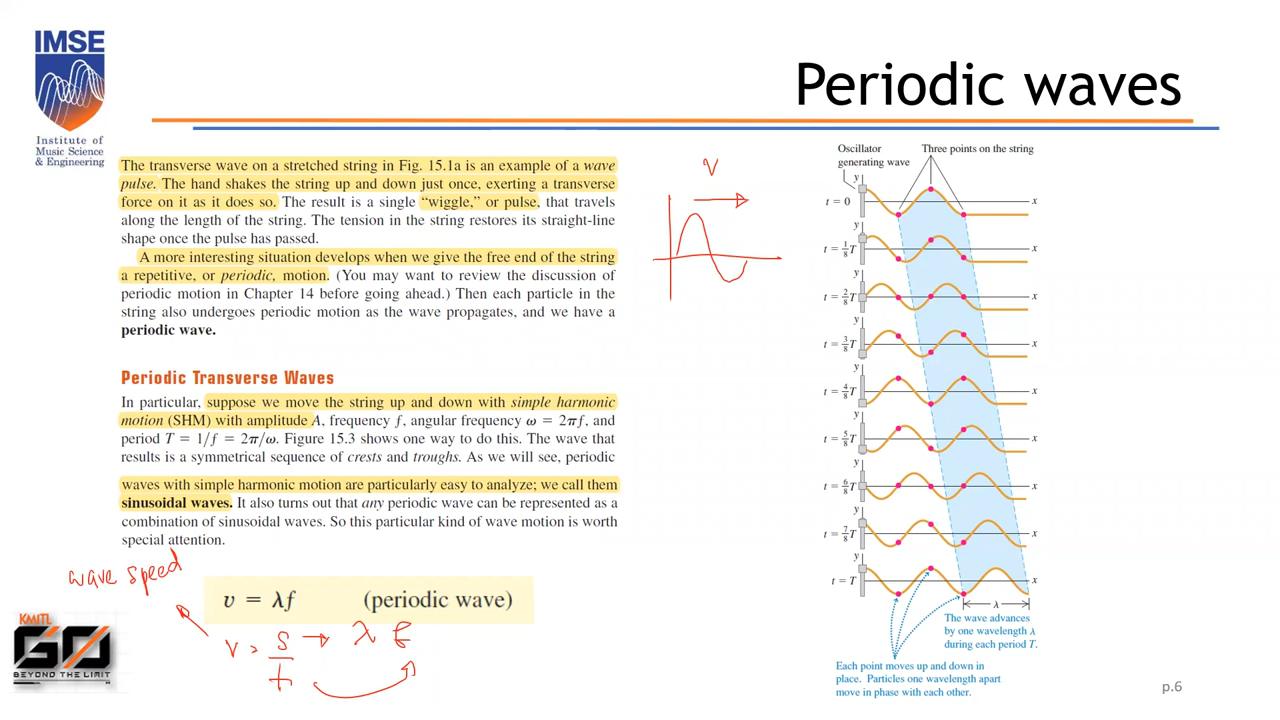 IMSE
Institute of
Music Science
& Engineering
Periodic waves
The transverse wave on a stretched string in Fig. 15.1a is an example of a wave
pulse. The hand shakes the string up and down just once, exerting a transverse
force on it as it does so. The result is a single “wiggle,” or pulse, that travels
along the length of the string. The tension in the string restores its straight-line
shape once the pulse has passed.
A more interesting situation develops when we give the free end of the string
a repetitive, or periodic, motion. (You may want to review the discussion of
periodic motion in Chapter 14 before going ahead.) Then each particle in the
string also undergoes periodic motion as the wave propagates, and we have a
periodic wave.
Periodic Transverse Waves
In particular, suppose we move the string up and down with simple harmonic
motion (SHM) with amplitude A, frequency f, angular frequency ω = 2πf, and
period T = 1/f = 2π/ω. Figure 15.3 shows one way to do this. The wave that
results is a symmetrical sequence of crests and troughs. As we will see, periodic
waves with simple harmonic motion are particularly easy to analyze; we call them
sinusoidal waves. It also turns out that any periodic wave can be represented as a
combination of sinusoidal waves. So this particular kind of wave motion is worth
special attention.
wave speed
v = λf (periodic wave)
v = s/t → λ f
KMITL
GO
BEYOND THE LIMIT
v
Oscillator
generating wave
Three points on the string
y
t = 0 x
y
t = 1/8 T x
y
t = 2/8 T x
y
t = 3/8 T x
y
t = 4/8 T x
y
t = 5/8 T x
y
t = 6/8 T x
y
t = 7/8 T x
y
t = T x
λ
The wave advances
by one wavelength λ
during each period T.
Each point moves up and down in
place. Particles one wavelength apart
move in phase with each other.
p.6